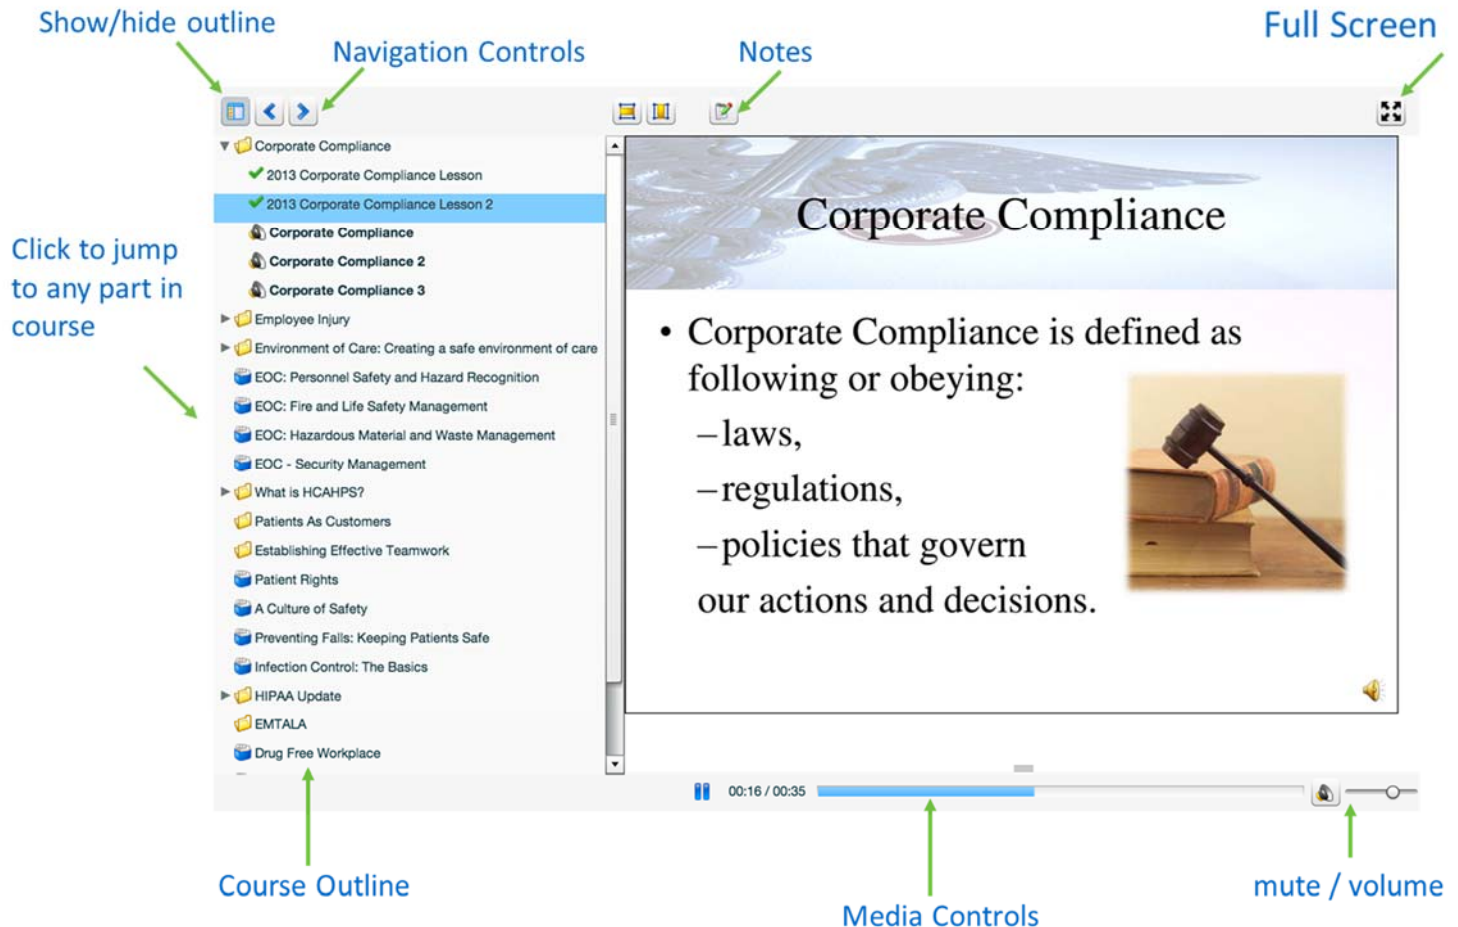 Show/hide outline
Navigation Controls
Notes
Full Screen
Corporate Compliance
2013 Corporate Compliance Lesson
2013 Corporate Compliance Lesson 2
Corporate Compliance
Corporate Compliance 2
Corporate Compliance 3
Employee Injury
Environment of Care: Creating a safe environment of care
EOC: Personnel Safety and Hazard Recognition
EOC: Fire and Life Safety Management
EOC: Hazardous Material and Waste Management
EOC - Security Management
What is HCAHPS?
Patients As Customers
Establishing Effective Teamwork
Patient Rights
A Culture of Safety
Preventing Falls: Keeping Patients Safe
Infection Control: The Basics
HIPAA Update
EMTALA
Drug Free Workplace
Click to jump
to any part in
course
Corporate Compliance
• Corporate Compliance is defined as
following or obeying:
–laws,
–regulations,
–policies that govern
our actions and decisions.
00:16 / 00:35
Course Outline
Media Controls
mute / volume